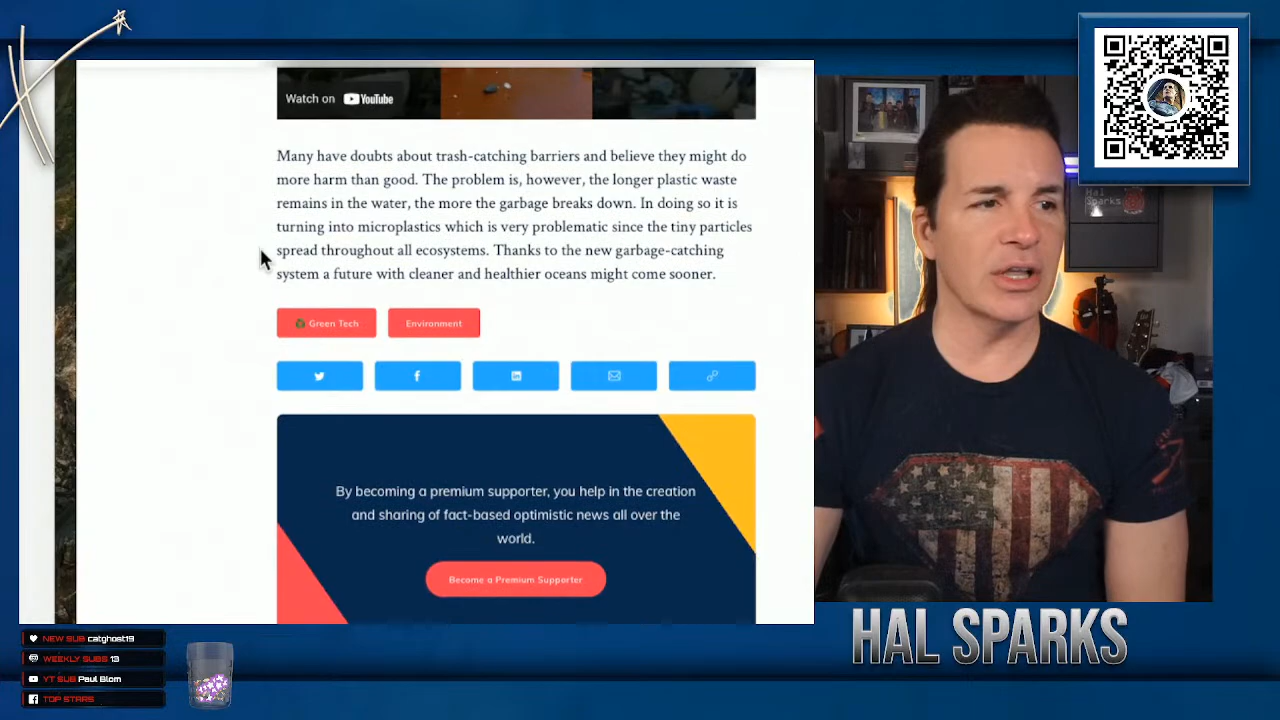 Watch on YouTube
Many have doubts about trash-catching barriers and believe they might do
more harm than good. The problem is, however, the longer plastic waste
remains in the water, the more the garbage breaks down. In doing so it is
turning into microplastics which is very problematic since the tiny particles
spread throughout all ecosystems. Thanks to the new garbage-catching
system a future with cleaner and healthier oceans might come sooner.
Green Tech
Environment
By becoming a premium supporter, you help in the creation
and sharing of fact-based optimistic news all over the
world.
Become a Premium Supporter
Hal
Sparks
HAL SPARKS
NEW SUB catghost19
WEEKLY SUBS 13
YT SUB Paul Blom
TOP STARS